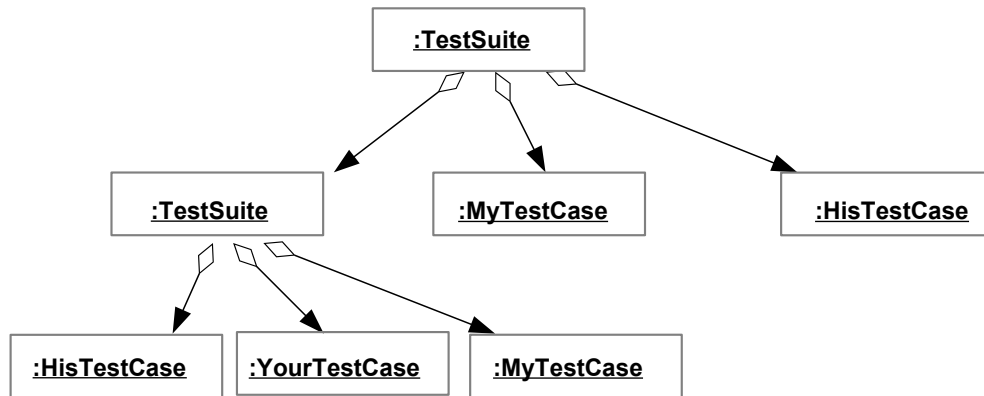 :TestSuite
:TestSuite
:MyTestCase
:HisTestCase
:HisTestCase
:YourTestCase
:MyTestCase